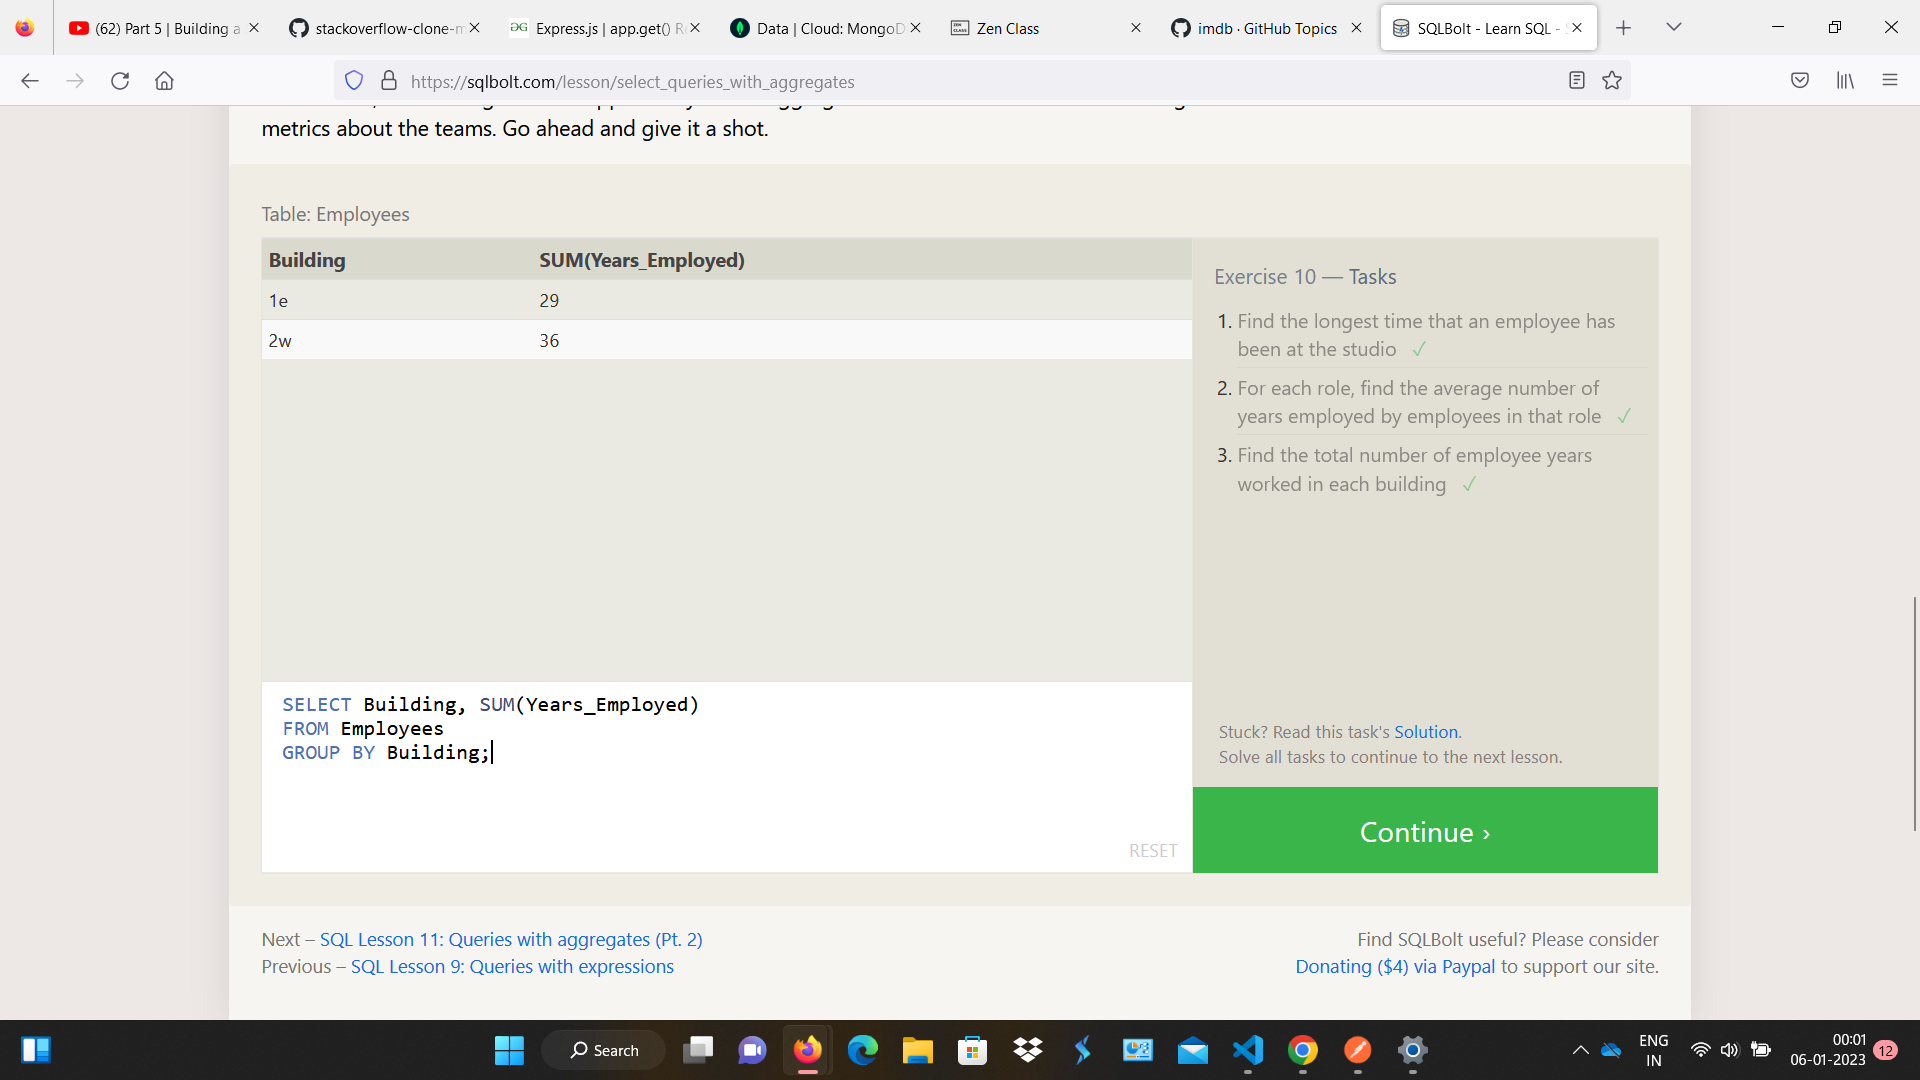 (62) Part 5 | Building a
stackoverflow-clone-m
Express.js | app.get() R
Data | Cloud: MongoD
Zen Class
imdb · GitHub Topics
SQLBolt - Learn SQL -
https://sqlbolt.com/lesson/select_queries_with_aggregates
metrics about the teams. Go ahead and give it a shot.
Table: Employees
Building SUM(Years_Employed)
1e 29
2w 36
Exercise 10 — Tasks
1. Find the longest time that an employee has
been at the studio ✓
2. For each role, find the average number of
years employed by employees in that role ✓
3. Find the total number of employee years
worked in each building ✓
SELECT Building, SUM(Years_Employed)
FROM Employees
GROUP BY Building;
RESET
Stuck? Read this task's Solution.
Solve all tasks to continue to the next lesson.
Continue ›
Next – SQL Lesson 11: Queries with aggregates (Pt. 2)
Previous – SQL Lesson 9: Queries with expressions
Find SQLBolt useful? Please consider
Donating ($4) via Paypal to support our site.
Search
ENG
IN
00:01
06-01-2023
12